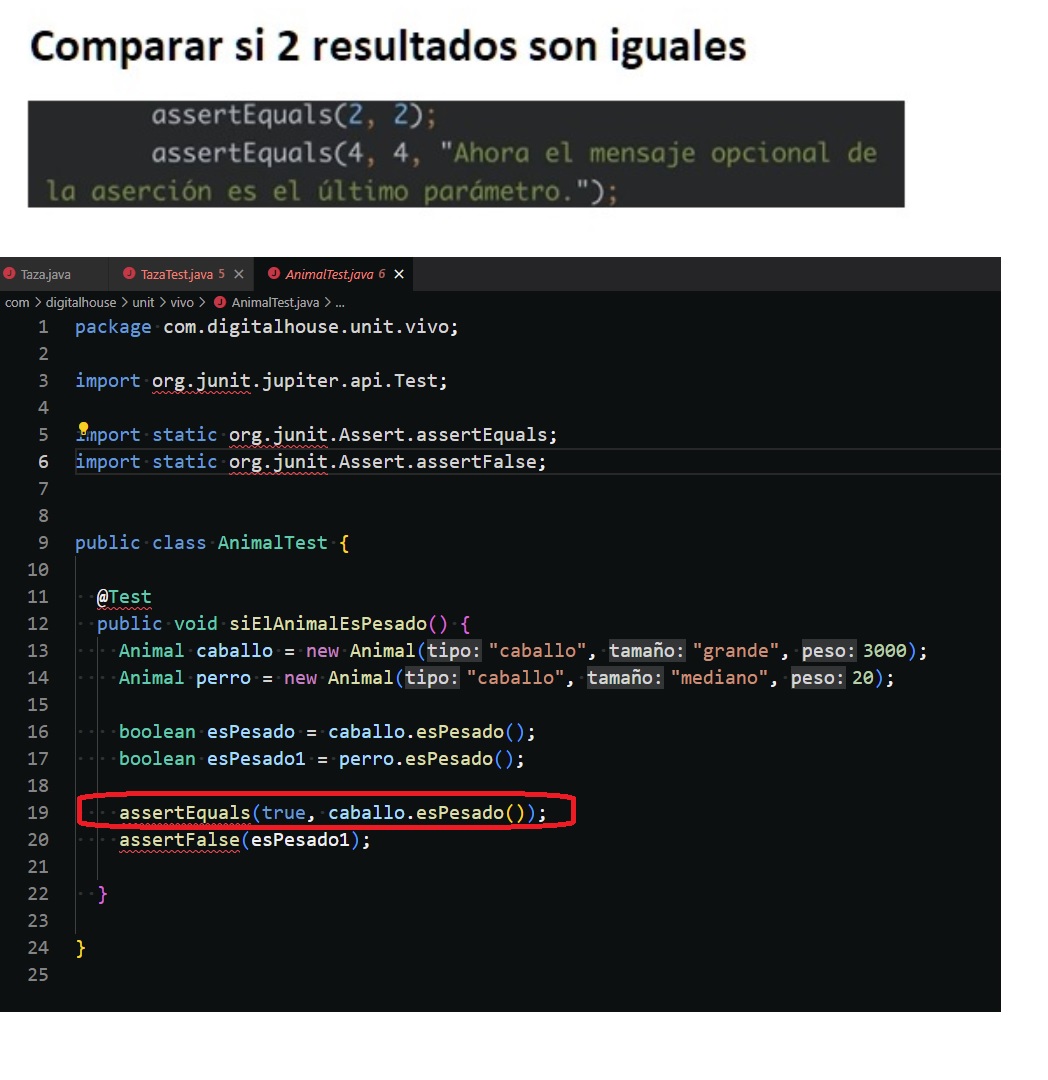 Comparar si 2 resultados son iguales
assertEquals(2, 2);
assertEquals(4, 4, "Ahora el mensaje opcional de
la aserción es el último parámetro.");
Taza.java TazaTest.java 5 AnimalTest.java 6
com > digitalhouse > unit > vivo > AnimalTest.java > ...
1 package com.digitalhouse.unit.vivo;
2
3 import org.junit.jupiter.api.Test;
4
5 import static org.junit.Assert.assertEquals;
6 import static org.junit.Assert.assertFalse;
7
8
9 public class AnimalTest {
10
11 @Test
12 public void siElAnimalEsPesado() {
13 Animal caballo = new Animal(tipo: "caballo", tamaño: "grande", peso: 3000);
14 Animal perro = new Animal(tipo: "caballo", tamaño: "mediano", peso: 20);
15
16 boolean esPesado = caballo.esPesado();
17 boolean esPesado1 = perro.esPesado();
18
19 assertEquals(true, caballo.esPesado());
20 assertFalse(esPesado1);
21
22 }
23
24 }
25